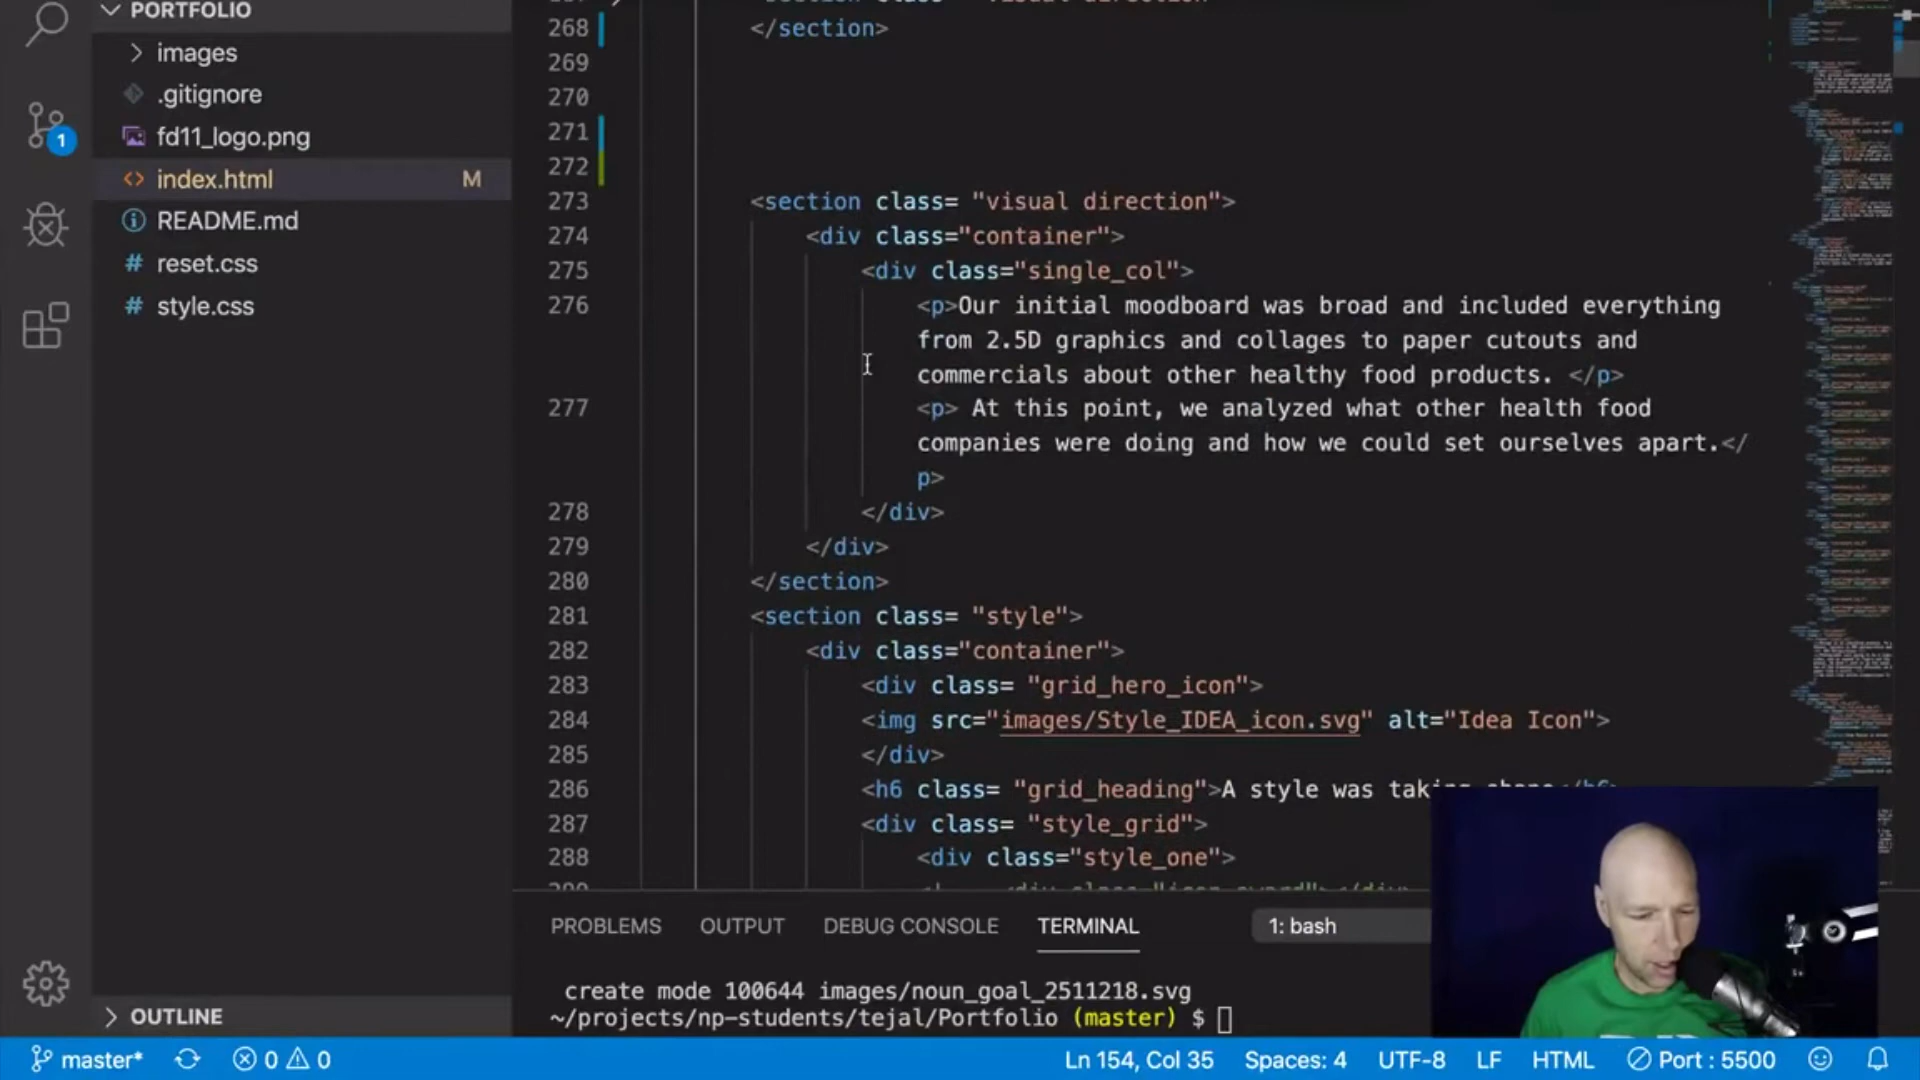 PORTFOLIO
images
.gitignore
fd11_logo.png
index.html M
README.md
reset.css
style.css
OUTLINE
1
268 </section>
269
270
271
272
273 <section class= "visual direction">
274 <div class="container">
275 <div class="single_col">
276 <p>Our initial moodboard was broad and included everything
from 2.5D graphics and collages to paper cutouts and
commercials about other healthy food products. </p>
277 <p> At this point, we analyzed what other health food
companies were doing and how we could set ourselves apart.</
p>
278 </div>
279 </div>
280 </section>
281 <section class= "style">
282 <div class="container">
283 <div class= "grid_hero_icon">
284 <img src="images/Style_IDEA_icon.svg" alt="Idea Icon">
285 </div>
286 <h6 class= "grid_heading">A style was taking shape</h6>
287 <div class= "style_grid">
288 <div class="style_one">
PROBLEMS OUTPUT DEBUG CONSOLE TERMINAL 1: bash
create mode 100644 images/noun_goal_2511218.svg
~/projects/np-students/tejal/Portfolio (master) $
master* 0 0 Ln 154, Col 35 Spaces: 4 UTF-8 LF HTML Port : 5500